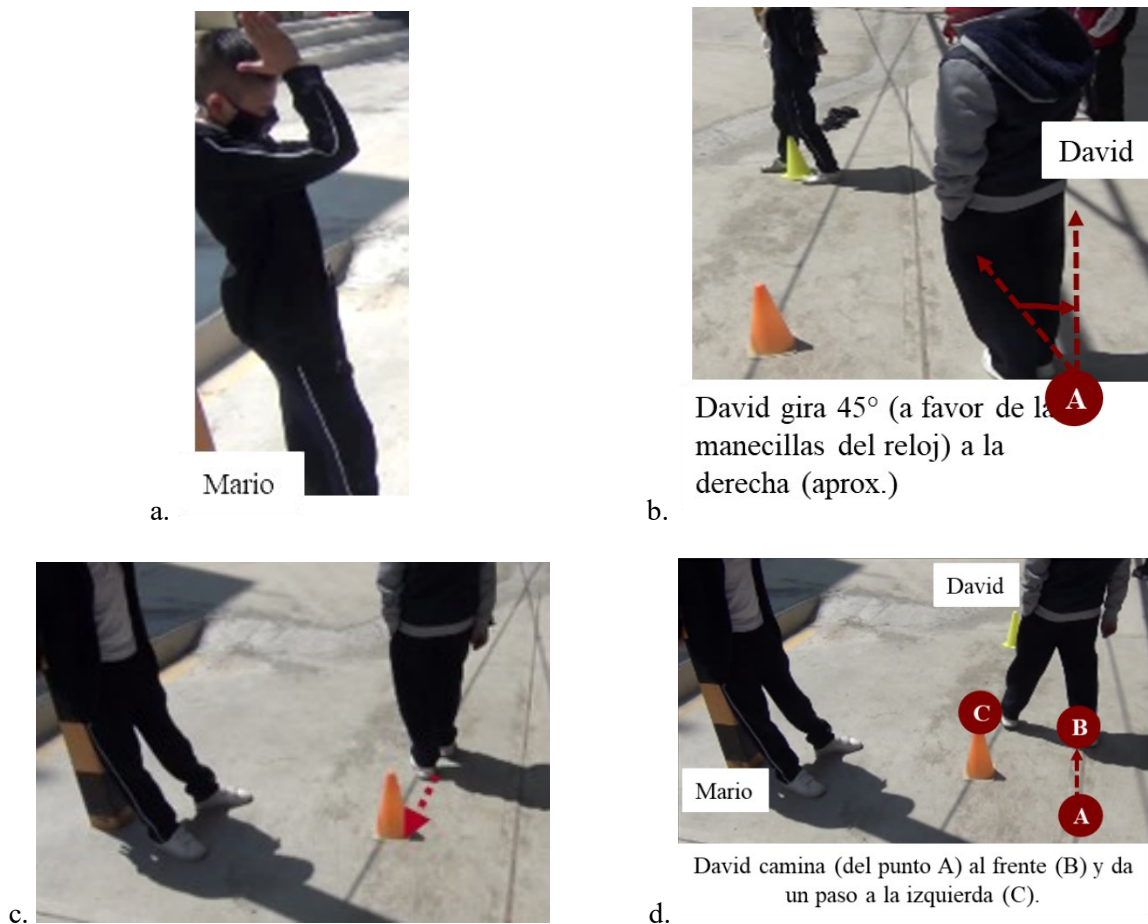 Mario
a.
David
A
David gira 45° (a favor de la
manecillas del reloj) a la
derecha (aprox.)
b.
c.
David
C
B
Mario
A
David camina (del punto A) al frente (B) y da
un paso a la izquierda (C).
d.